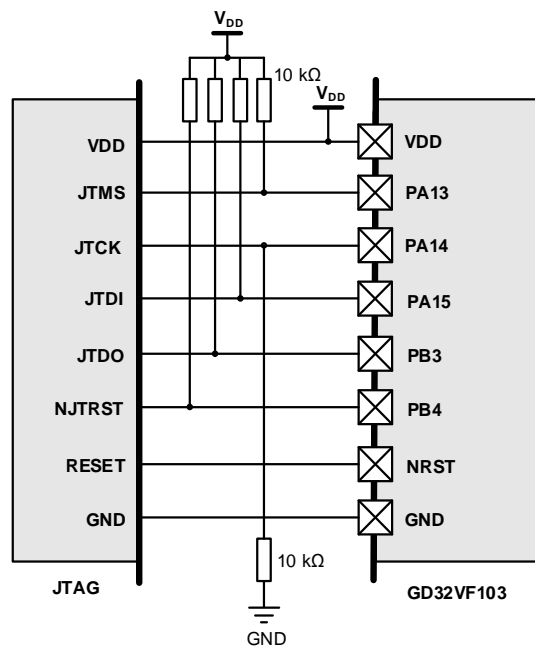 VDD
10 kΩ
VDD
VDD VDD
JTMS PA13
JTCK PA14
JTDI PA15
JTDO PB3
NJTRST PB4
RESET NRST
GND GND
10 kΩ
JTAG GD32VF103
GND